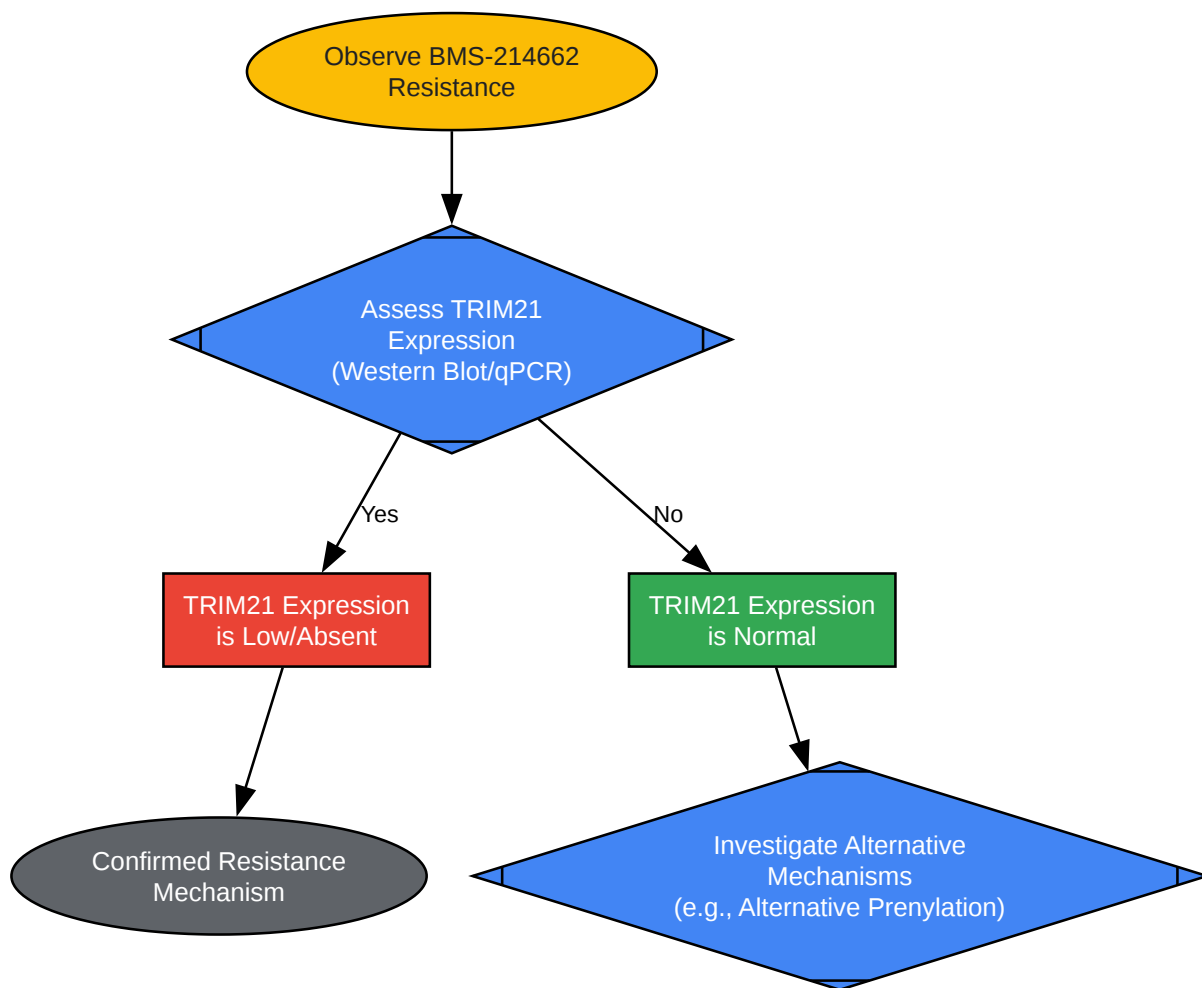 Observe BMS-214662
Resistance
Assess TRIM21
Expression
(Western Blot/qPCR)
Yes
No
TRIM21 Expression
is Low/Absent
TRIM21 Expression
is Normal
Confirmed Resistance
Mechanism
Investigate Alternative
Mechanisms
(e.g., Alternative Prenylation)